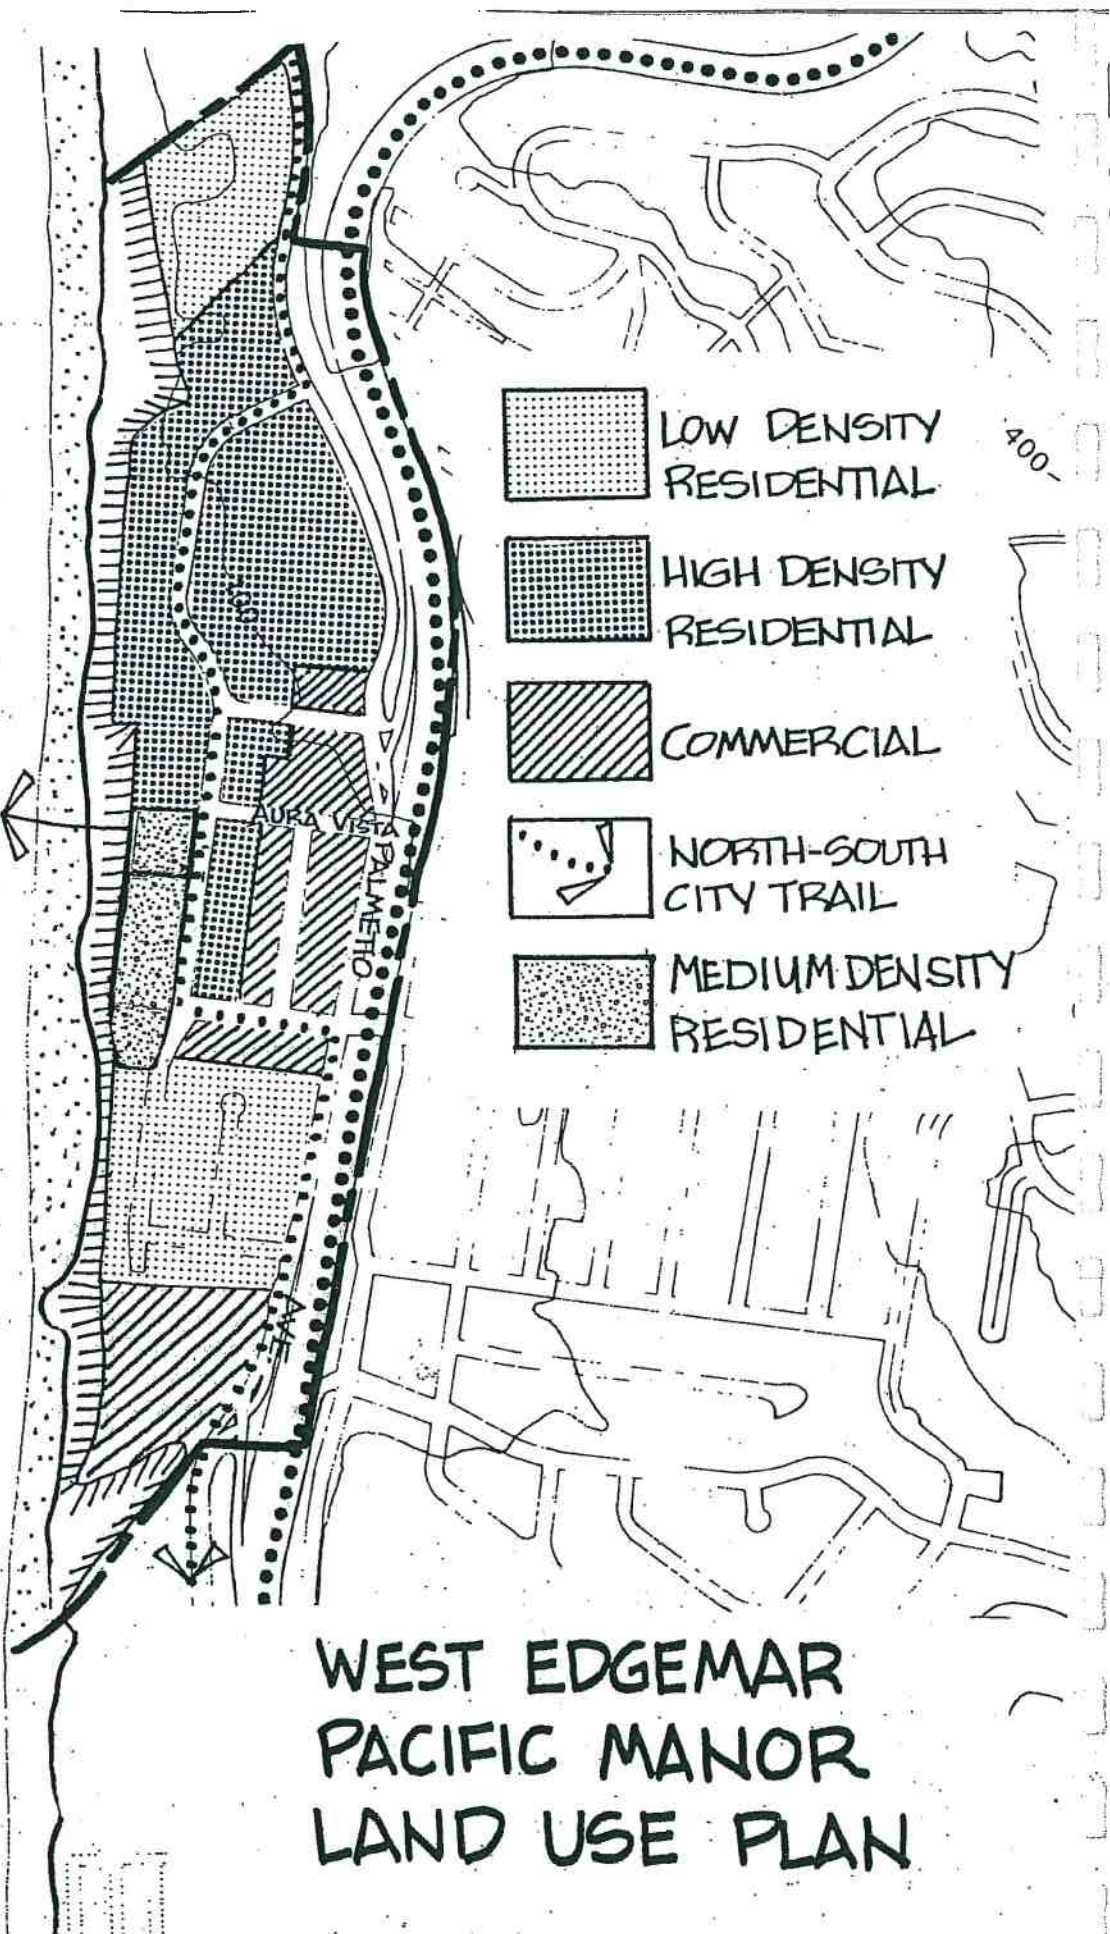 LOW DENSITY
RESIDENTIAL
400-
HIGH DENSITY
RESIDENTIAL
COMMERCIAL
AURA VISTA
PALMETTO
NORTH-SOUTH
CITY TRAIL
MEDIUM DENSITY
RESIDENTIAL
AVE
WEST EDGEMAR
PACIFIC MANOR
LAND USE PLAN